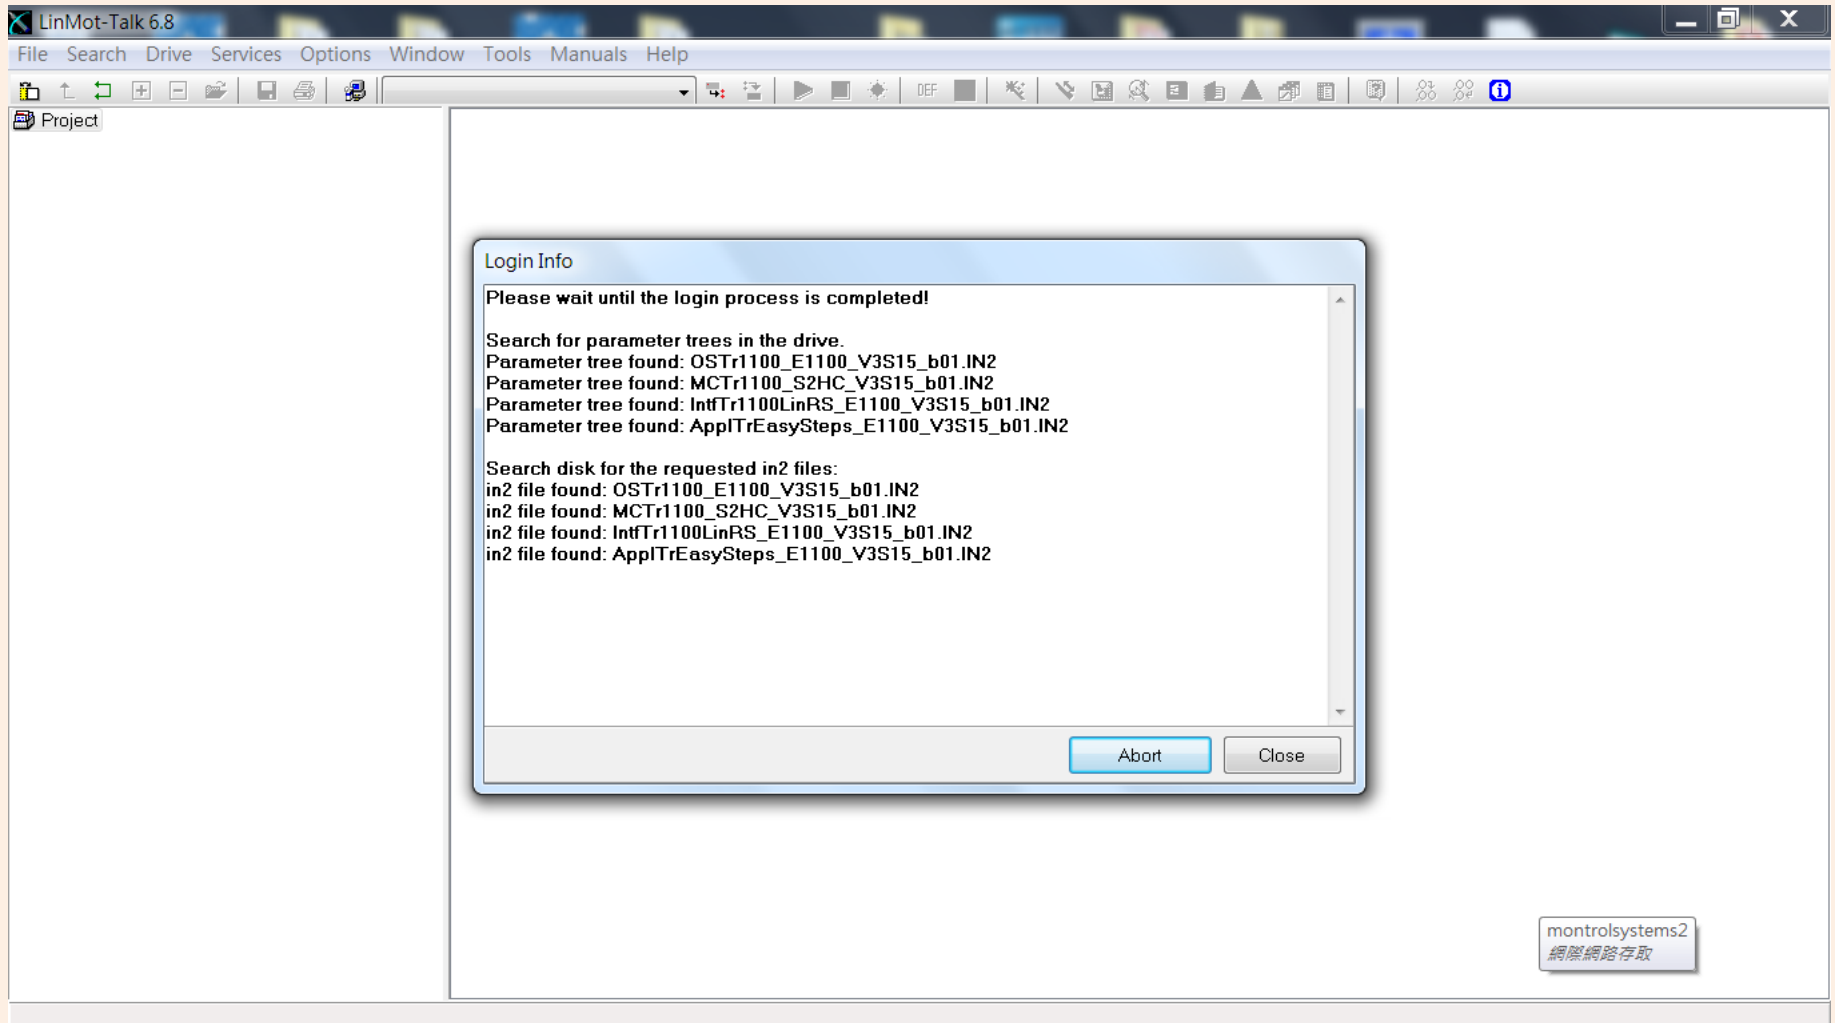 LinMot-Talk 6.8
File Search Drive Services Options Window Tools Manuals Help
DEF
Project
Login Info
Please wait until the login process is completed!
Search for parameter trees in the drive.
Parameter tree found: OSTr1100_E1100_V3S15_b01.IN2
Parameter tree found: MCTr1100_S2HC_V3S15_b01.IN2
Parameter tree found: IntfTr1100LinRS_E1100_V3S15_b01.IN2
Parameter tree found: ApplTrEasySteps_E1100_V3S15_b01.IN2
Search disk for the requested in2 files:
in2 file found: OSTr1100_E1100_V3S15_b01.IN2
in2 file found: MCTr1100_S2HC_V3S15_b01.IN2
in2 file found: IntfTr1100LinRS_E1100_V3S15_b01.IN2
in2 file found: ApplTrEasySteps_E1100_V3S15_b01.IN2
Abort Close
montrolsystems2
網際網路存取